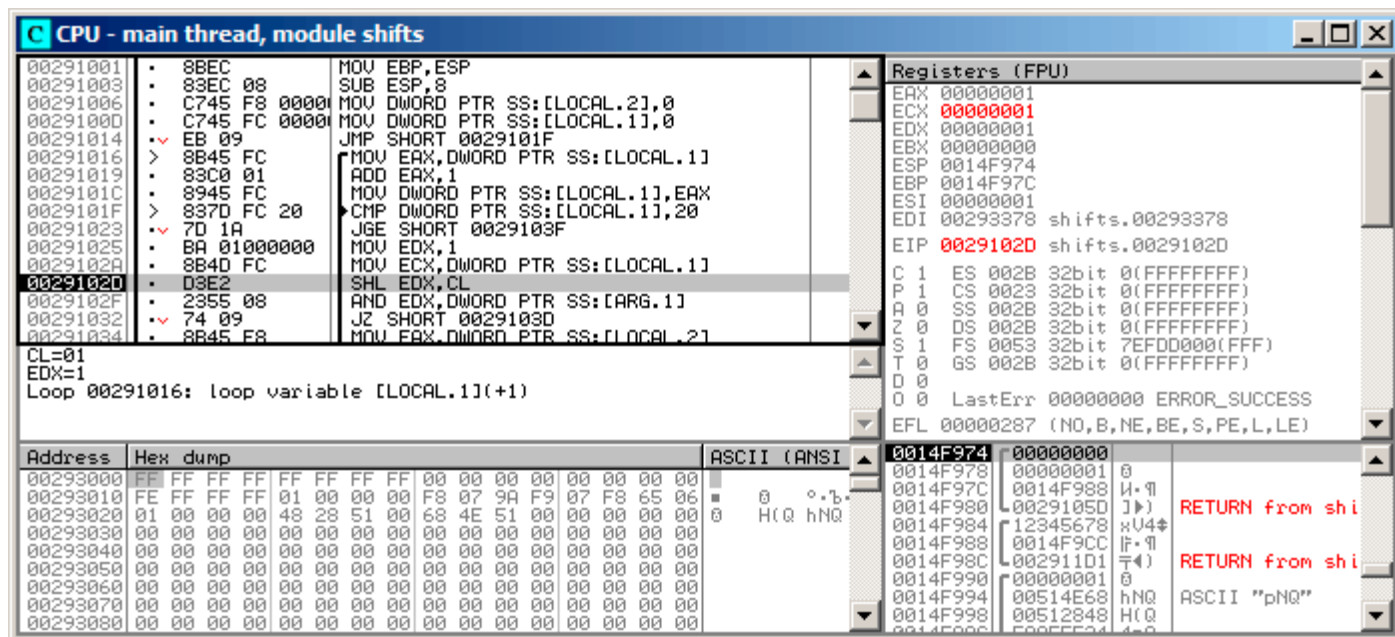 C CPU - main thread, module shifts
00291001 · 8BEC MOV EBP,ESP
00291003 · 83EC 08 SUB ESP,8
00291006 · C745 F8 0000 MOV DWORD PTR SS:[LOCAL.2],0
0029100D · C745 FC 0000 MOV DWORD PTR SS:[LOCAL.1],0
00291014 · EB 09 JMP SHORT 0029101F
00291016 > 8B45 FC MOV EAX,DWORD PTR SS:[LOCAL.1]
00291019 · 83C0 01 ADD EAX,1
0029101C · 8945 FC MOV DWORD PTR SS:[LOCAL.1],EAX
0029101F > 837D FC 20 CMP DWORD PTR SS:[LOCAL.1],20
00291023 · 7D 1A JGE SHORT 0029103F
00291025 · BA 01000000 MOV EDX,1
0029102A · 8B4D FC MOV ECX,DWORD PTR SS:[LOCAL.1]
0029102D · D3E2 SHL EDX,CL
0029102F · 2355 08 AND EDX,DWORD PTR SS:[ARG.1]
00291032 · 74 09 JZ SHORT 0029103D
00291034 · 8B45 F8 MOV EAX,DWORD PTR SS:[LOCAL.2]
CL=01
EDX=1
Loop 00291016: loop variable [LOCAL.1](+1)
Registers (FPU)
EAX 00000001
ECX 00000001
EDX 00000001
EBX 00000000
ESP 0014F974
EBP 0014F97C
ESI 00000001
EDI 00293378 shifts.00293378
EIP 0029102D shifts.0029102D
C 1 ES 002B 32bit 0(FFFFFFFF)
P 1 CS 0023 32bit 0(FFFFFFFF)
A 0 SS 002B 32bit 0(FFFFFFFF)
Z 0 DS 002B 32bit 0(FFFFFFFF)
S 1 FS 0053 32bit 7EFDD000(FFF)
T 0 GS 002B 32bit 0(FFFFFFFF)
D 0
O 0 LastErr 00000000 ERROR_SUCCESS
EFL 00000287 (NO,B,NE,BE,S,PE,L,LE)
Address Hex dump ASCII (ANSI
00293000 FF FF FF FF FF FF FF FF 00 00 00 00 00 00 00 00
00293010 FE FF FF FF 01 00 00 00 F8 07 9A F9 07 F8 65 06
00293020 01 00 00 00 48 28 51 00 68 4E 51 00 00 00 00 00 H(Q hNQ
00293030 00 00 00 00 00 00 00 00 00 00 00 00 00 00 00 00
00293040 00 00 00 00 00 00 00 00 00 00 00 00 00 00 00 00
00293050 00 00 00 00 00 00 00 00 00 00 00 00 00 00 00 00
00293060 00 00 00 00 00 00 00 00 00 00 00 00 00 00 00 00
00293070 00 00 00 00 00 00 00 00 00 00 00 00 00 00 00 00
00293080 00 00 00 00 00 00 00 00 00 00 00 00 00 00 00 00
0014F974 00000000
0014F978 00000001
0014F97C 0014F988
0014F980 0029105D RETURN from shi
0014F984 12345678 xV4
0014F988 0014F9CC
0014F98C 002911D1 RETURN from shi
0014F990 00000001
0014F994 00514E68 hNQ ASCII "pNQ"
0014F998 00512848 H(Q